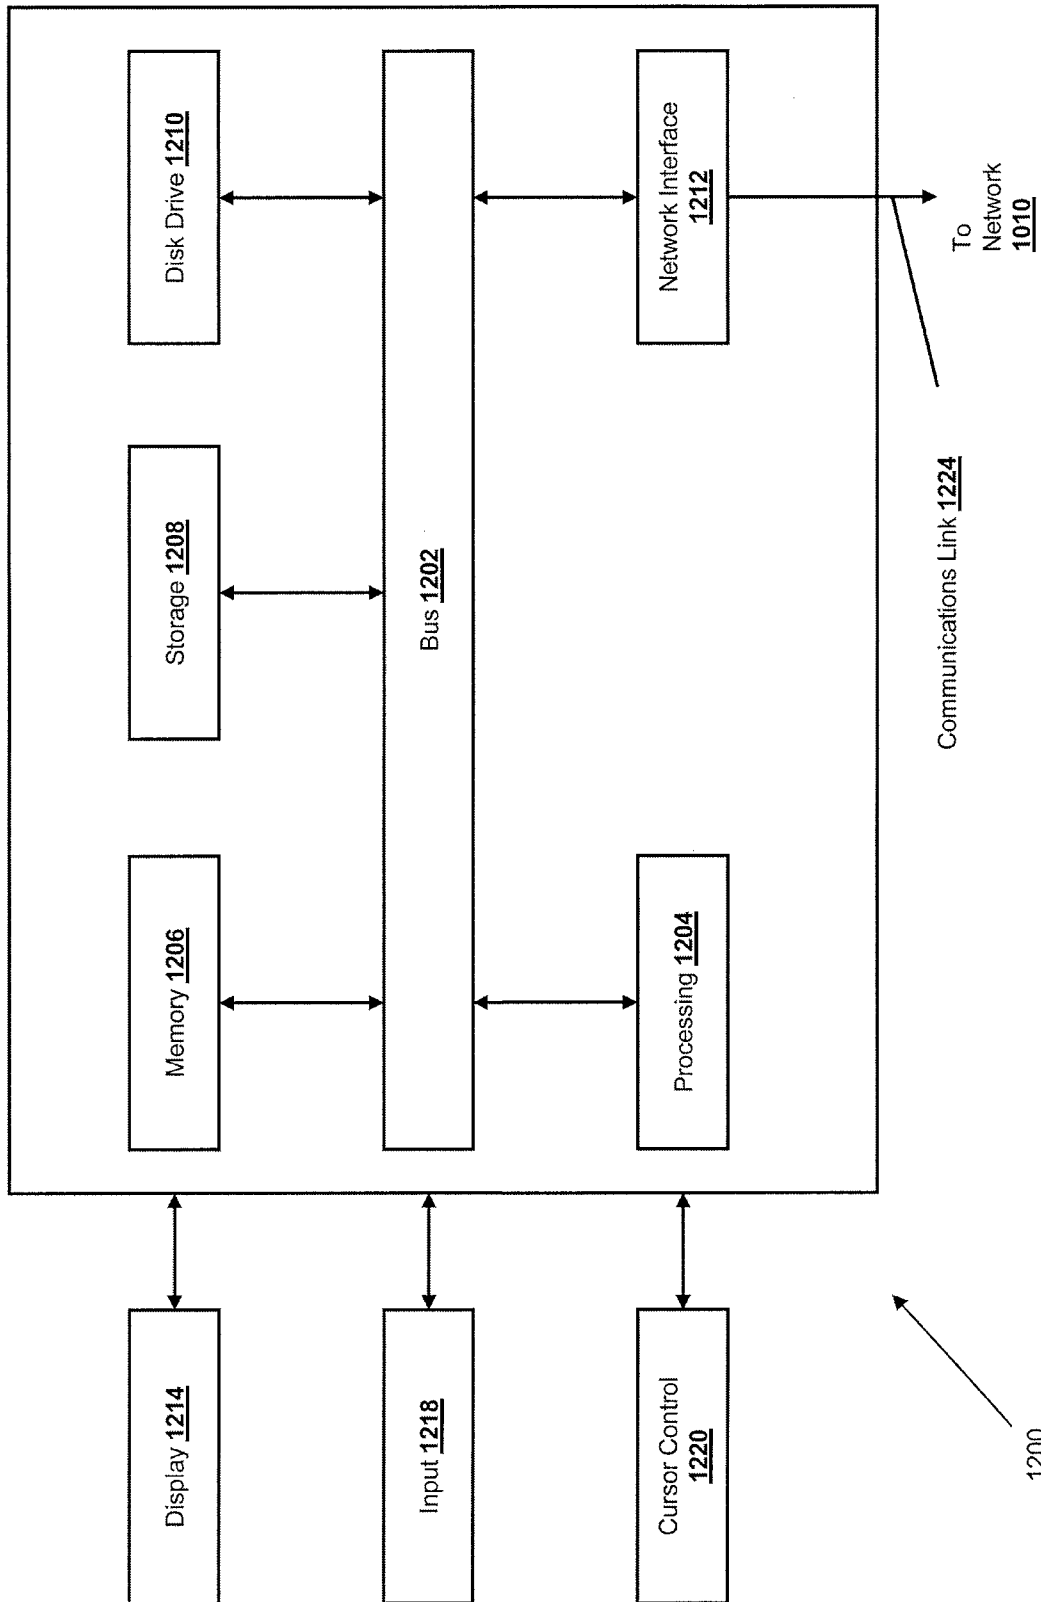 Display 1214
Memory 1206
Storage 1208
Disk Drive 1210
Input 1218
Bus 1202
Cursor Control
1220
Processing 1204
Network Interface
1212
1200
Communications Link 1224
To
Network
1010